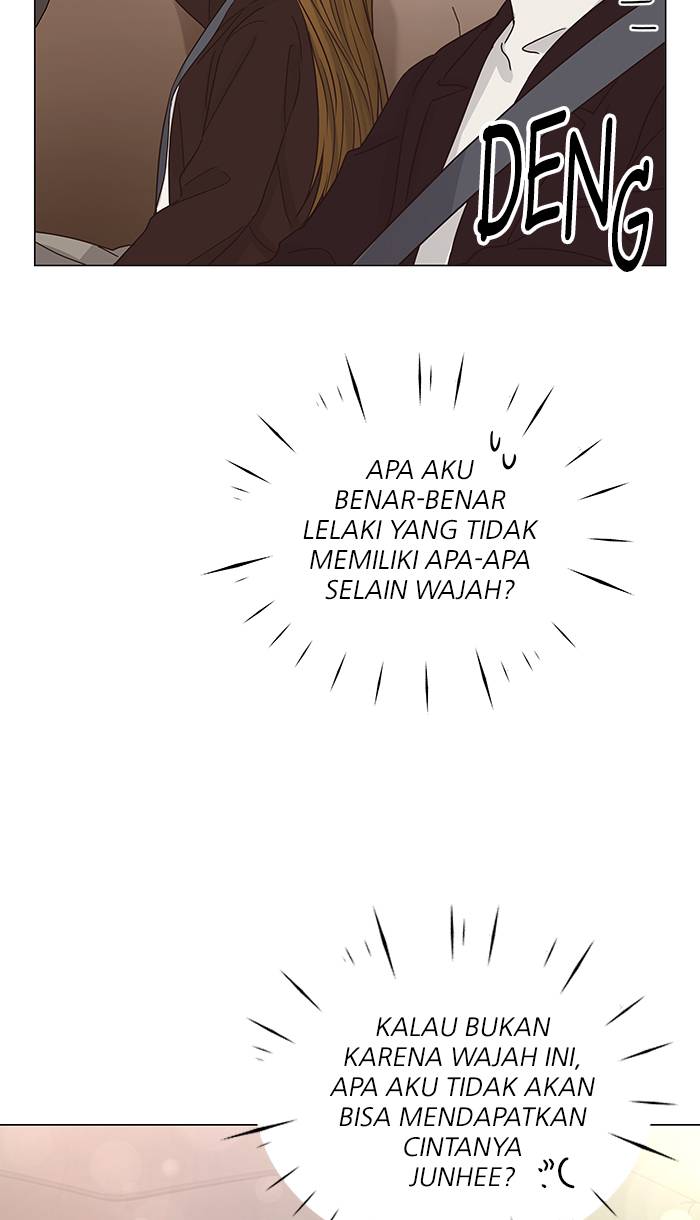 DENG
APA AKU
BENAR-BENAR
LELAKI YANG TIDAK
MEMILIKI APA-APA
SELAIN WAJAH?
KALAU BUKAN
KARENA WAJAH INI,
APA AKU TIDAK AKAN
BISA MENDAPATKAN
CINTANYA
JUNHEE?